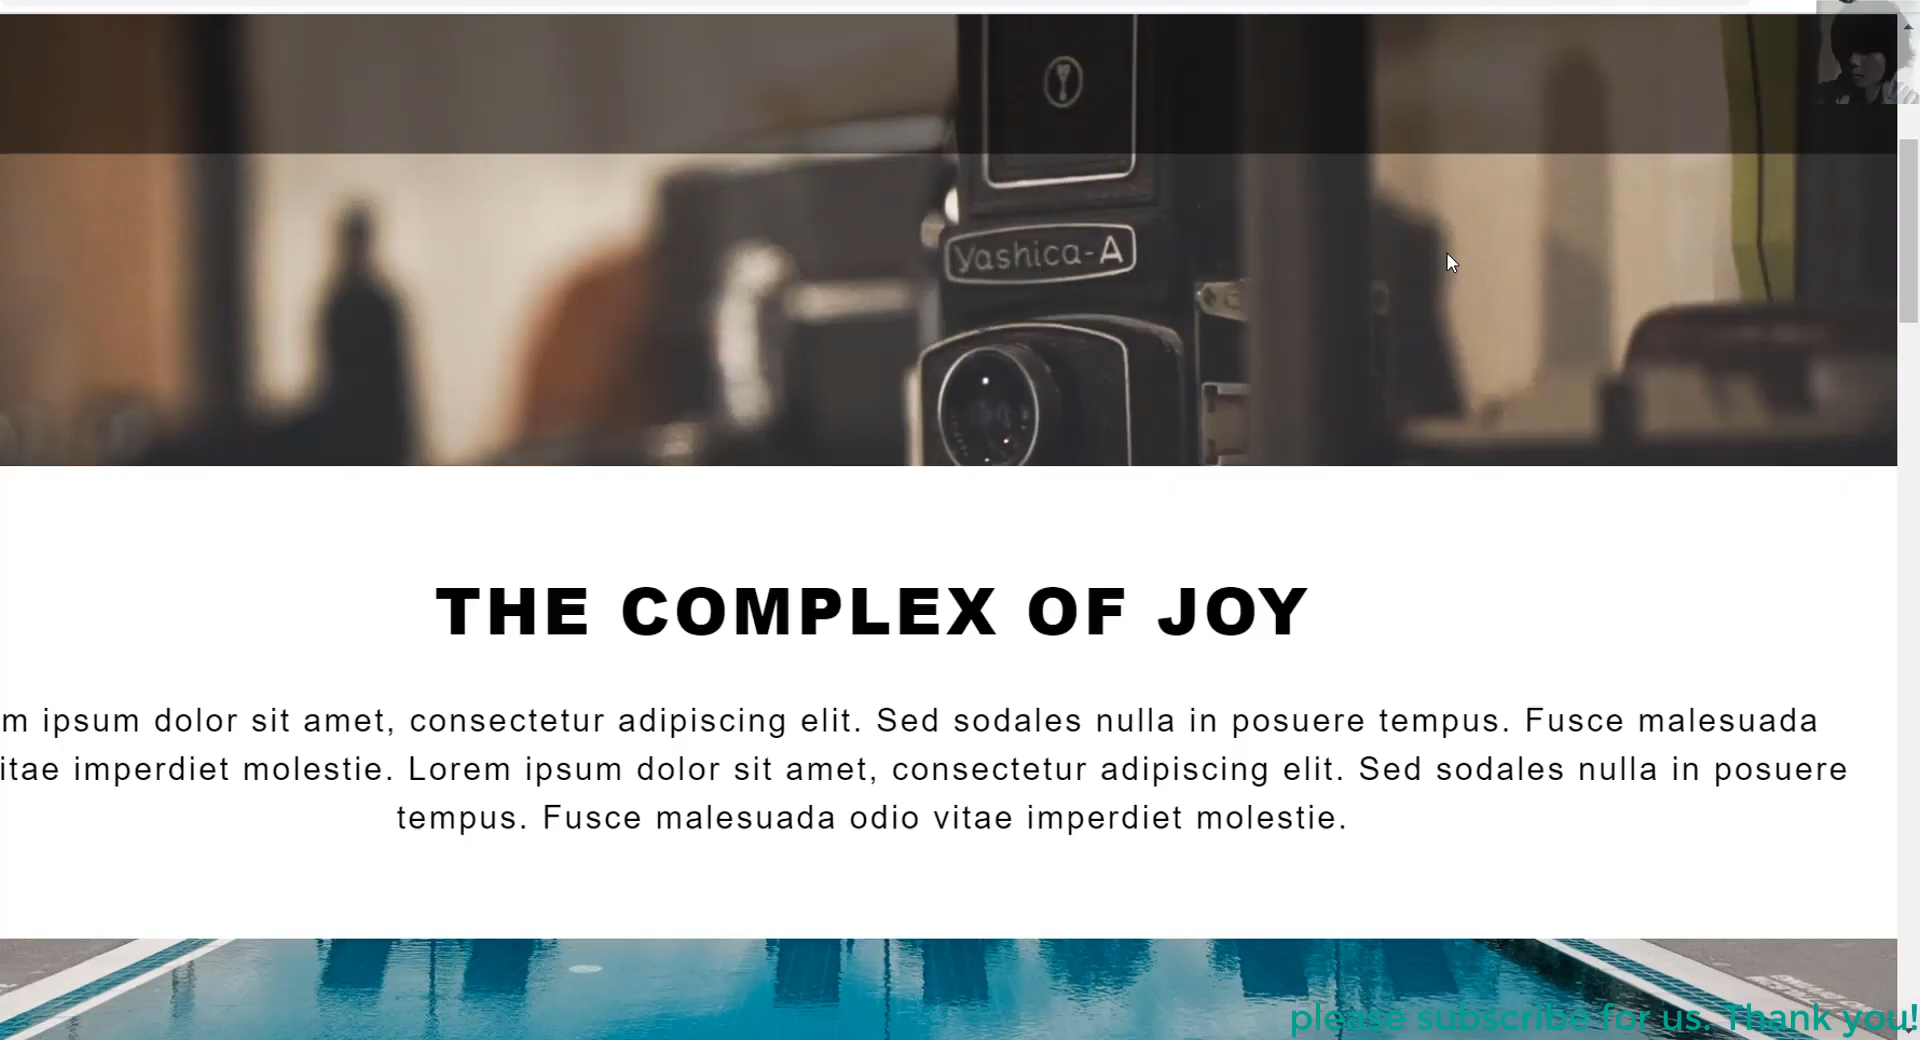 Yashica-A
THE COMPLEX OF JOY
m ipsum dolor sit amet, consectetur adipiscing elit. Sed sodales nulla in posuere tempus. Fusce malesuada
itae imperdiet molestie. Lorem ipsum dolor sit amet, consectetur adipiscing elit. Sed sodales nulla in posuere
tempus. Fusce malesuada odio vitae imperdiet molestie.
please subscribe for us. Thank you!